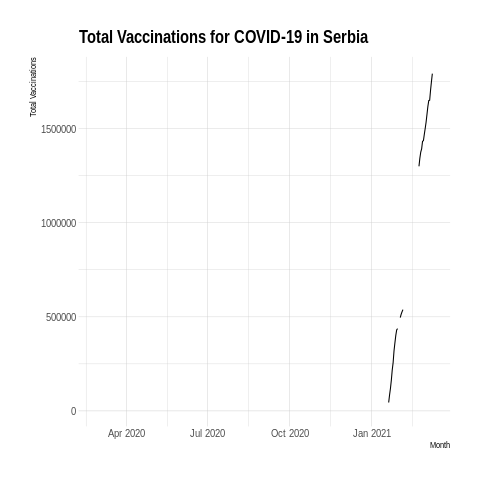 Total Vaccinations for COVID-19 in Serbia
Total Vaccinations
1500000
1000000
500000
0
Apr 2020 Jul 2020 Oct 2020 Jan 2021
Month